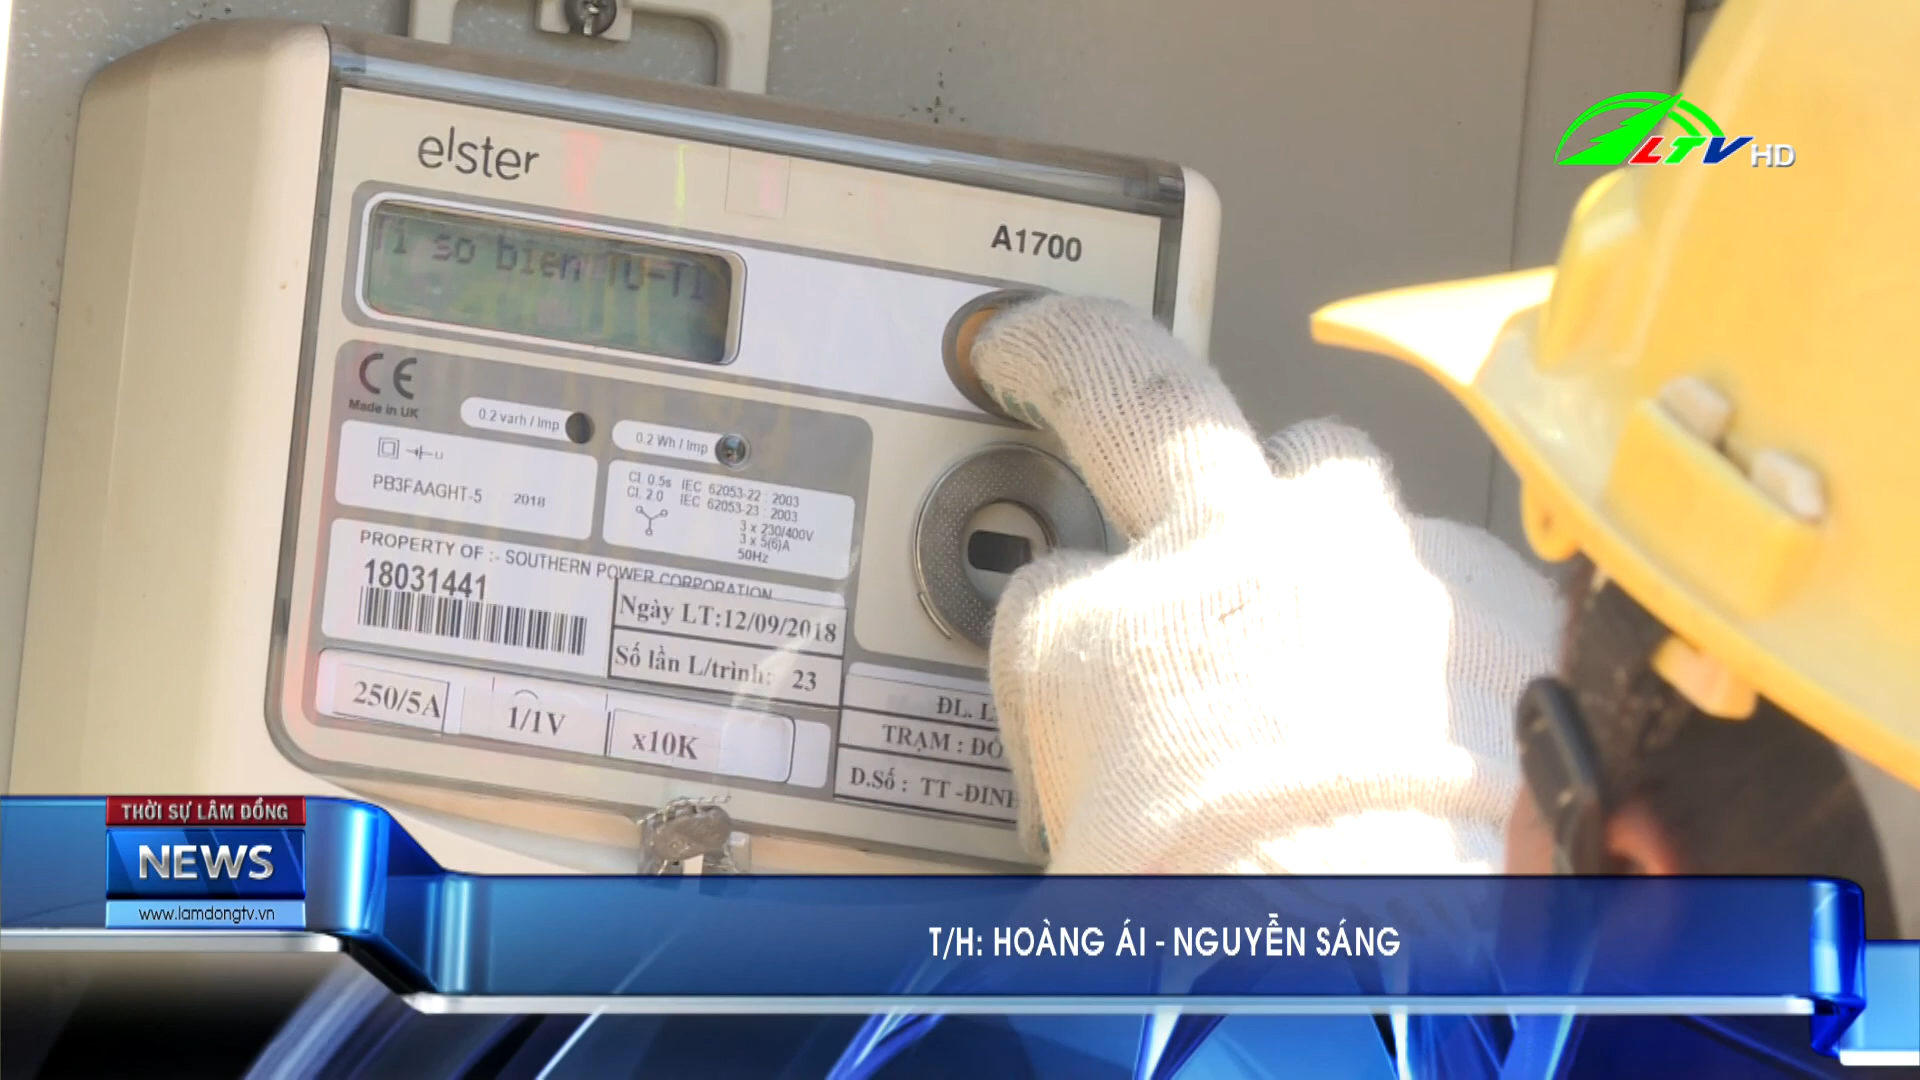 LTV HD
elster
A1700
Ti so bien TU-TI
CE
Made in UK
0.2 varh / Imp
0.2 Wh / Imp
PB3FAAGHT-5 2018
Cl. 0.5s IEC 62053-22 : 2003
Cl. 2.0 IEC 62053-23 : 2003
3 x 230/400V
3 x 5(6)A
50Hz
PROPERTY OF :- SOUTHERN POWER CORPORATION
18031441
Ngày LT:12/09/2018
Số lần L/trình: 23
250/5A
1/1V
x10K
ĐL.
TRẠM :
D.Số : TT -ĐINH
THỜI SỰ LÂM ĐỒNG
NEWS
www.lamdongtv.vn
T/H: HOÀNG ÁI - NGUYỄN SÁNG